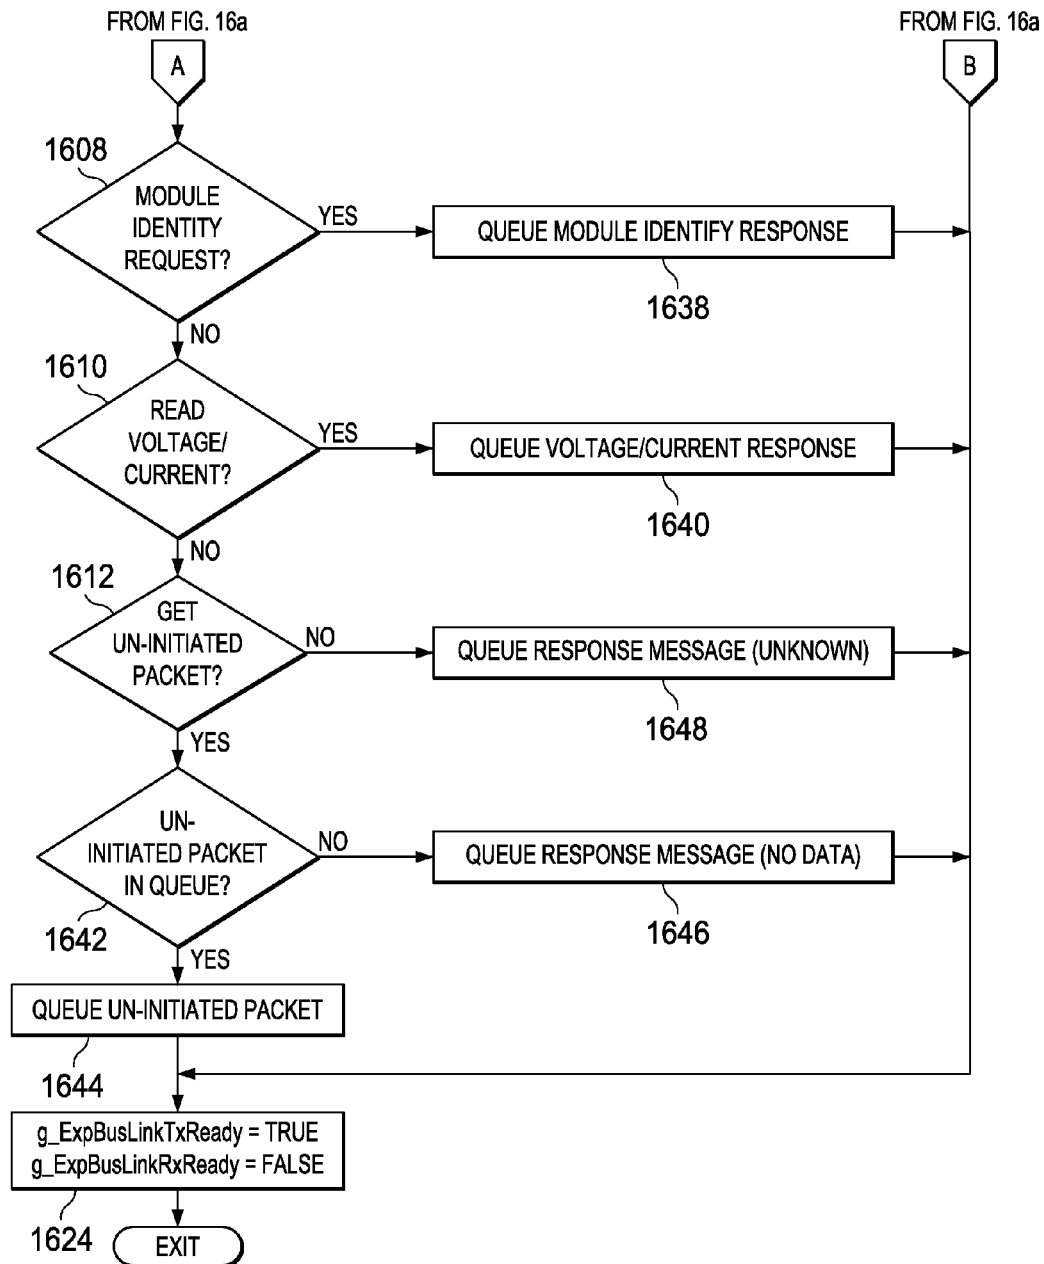 FROM FIG. 16a
A
FROM FIG. 16a
B
1608
MODULE
IDENTITY
REQUEST?
YES
QUEUE MODULE IDENTIFY RESPONSE
1638
NO
1610
READ
VOLTAGE/
CURRENT?
YES
QUEUE VOLTAGE/CURRENT RESPONSE
1640
NO
1612
GET
UN-INITIATED
PACKET?
NO
QUEUE RESPONSE MESSAGE (UNKNOWN)
1648
YES
UN-
INITIATED PACKET
IN QUEUE?
NO
QUEUE RESPONSE MESSAGE (NO DATA)
1646
1642
YES
QUEUE UN-INITIATED PACKET
1644
g_ExpBusLinkTxReady = TRUE
g_ExpBusLinkRxReady = FALSE
1624
EXIT